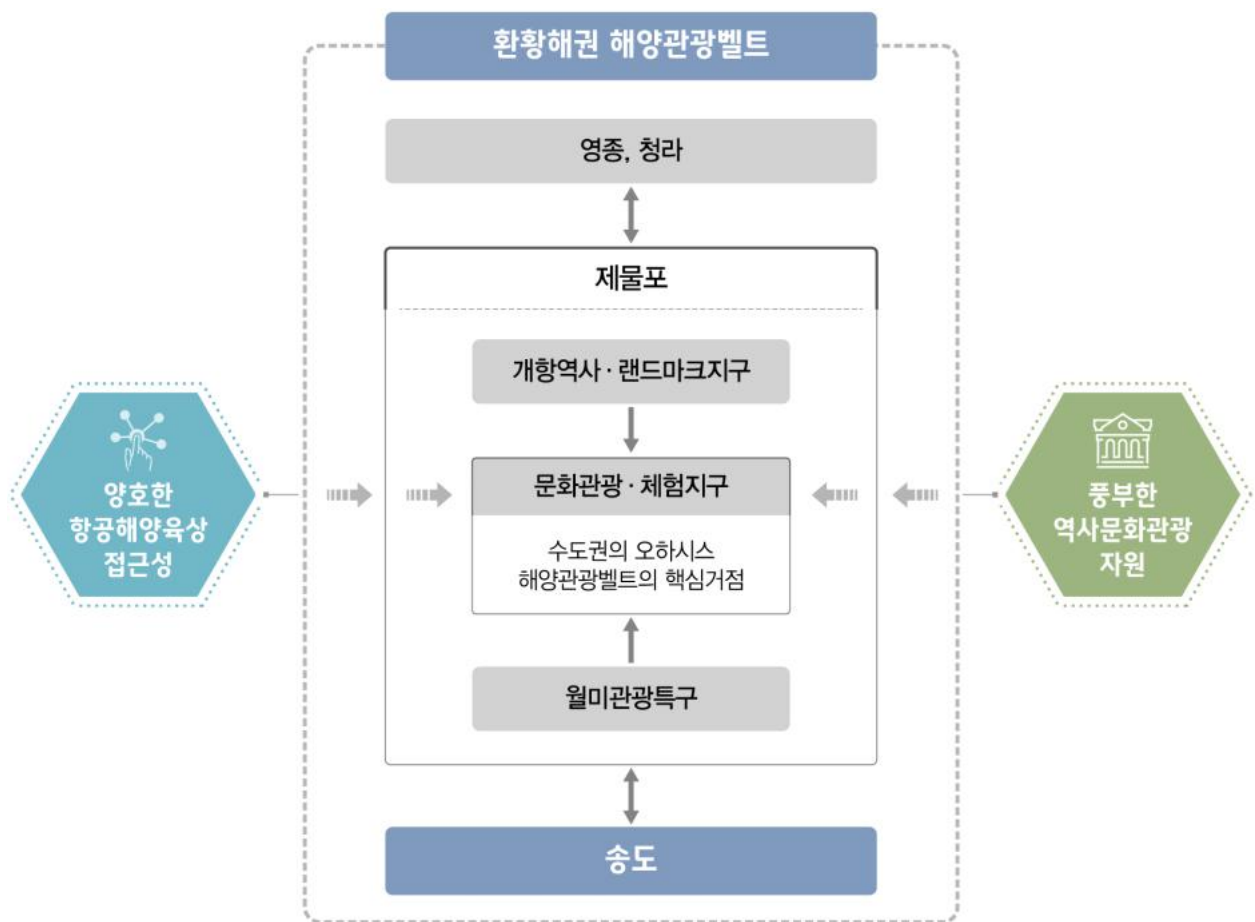 환황해권 해양관광벨트
영종, 청라
제물포
개항역사 · 랜드마크지구
문화관광 · 체험지구
수도권의 오하시스
해양관광벨트의 핵심거점
월미관광특구
송도
양호한
항공해양육상
접근성
풍부한
역사문화관광
자원